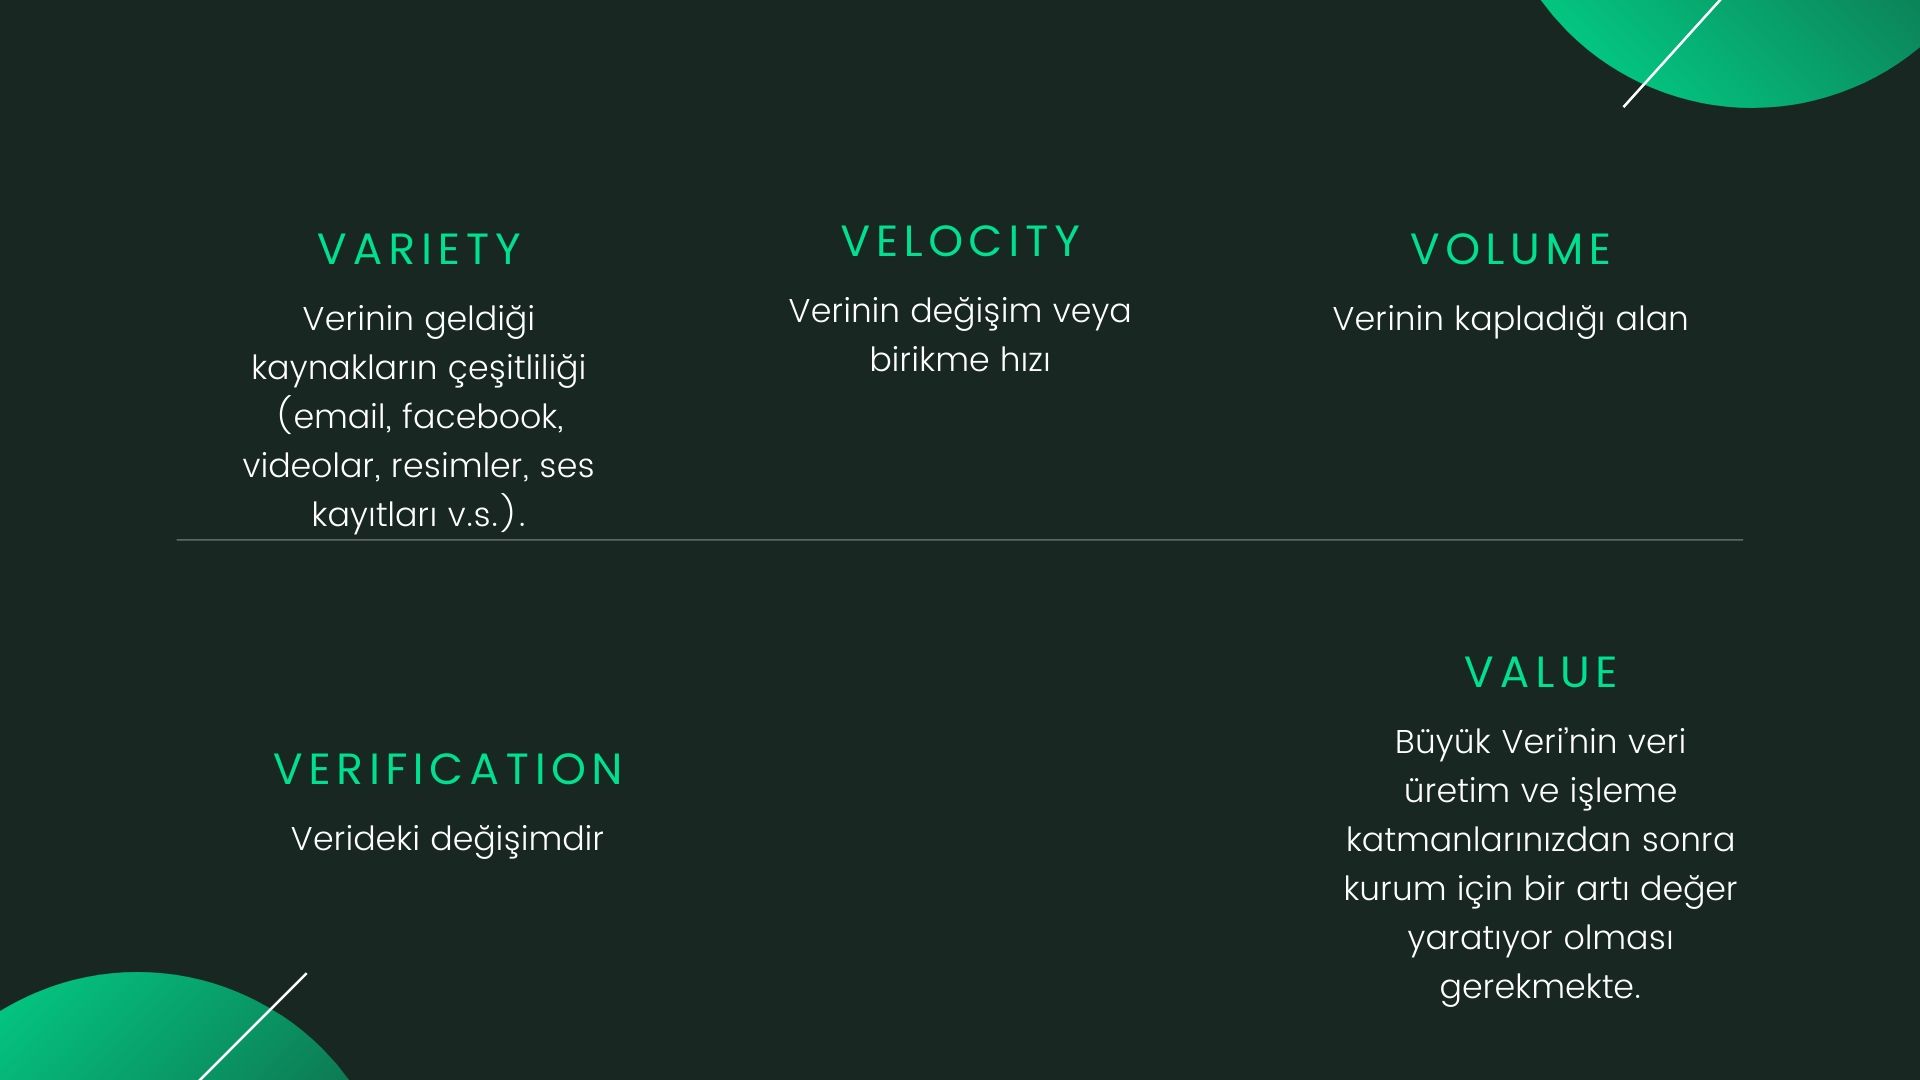 VARIETY
Verinin geldiği
kaynakların çeşitliliği
(email, facebook,
videolar, resimler, ses
kayıtları v.s.).
VELOCITY
Verinin değişim veya
birikme hızı
VOLUME
Verinin kapladığı alan
VERIFICATION
Verideki değişimdir
VALUE
Büyük Veri’nin veri
üretim ve işleme
katmanlarınızdan sonra
kurum için bir artı değer
yaratıyor olması
gerekmekte.